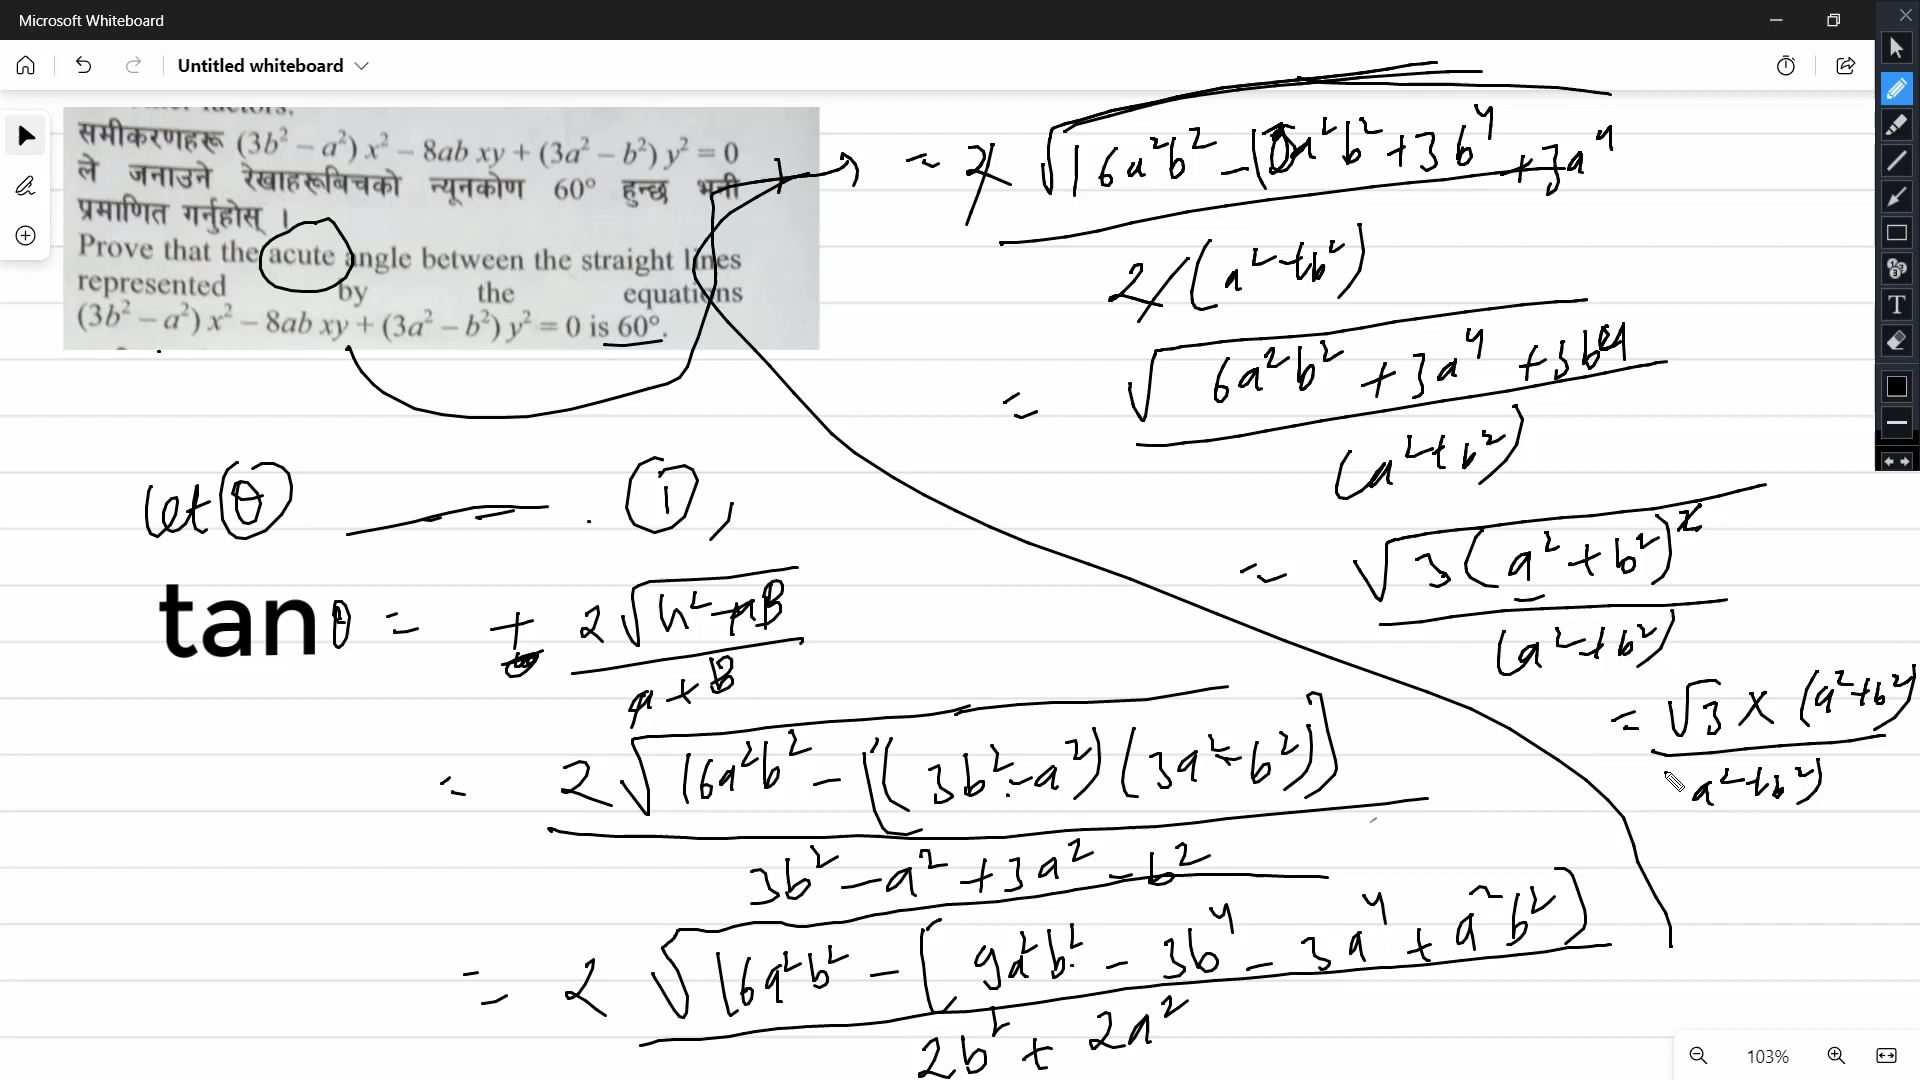 Microsoft Whiteboard
Untitled whiteboard
समीकरणहरू (3b² − a²) x² − 8ab xy + (3a² − b²) y² = 0
ले जनाउने रेखाहरूबिचको न्यूनकोण 60° हुन्छ भनी
प्रमाणित गर्नुहोस् ।
Prove that the acute angle between the straight lines
represented by the equations
(3b² − a²) x² − 8ab xy + (3a² − b²) y² = 0 is 60°.
let θ ——— . ①,
tanθ = ± 2√(h² − AB) / A + B
= 2√(16a²b² − [(3b² − a²)(3a² − b²)]) / 3b² − a² + 3a² − b²
= 2√(16a²b² − [9a²b² − 3b⁴ − 3a⁴ + a²b²]) / 2b² + 2a²
= 2√(16a²b² − 10a²b² + 3b⁴ + 3a⁴) / 2(a² + b²)
= √(6a²b² + 3a⁴ + 3b⁴) / (a² + b²)
= √(3(a² + b²)²) / (a² + b²)
= √3 × (a² + b²) / a² + b²)
103%